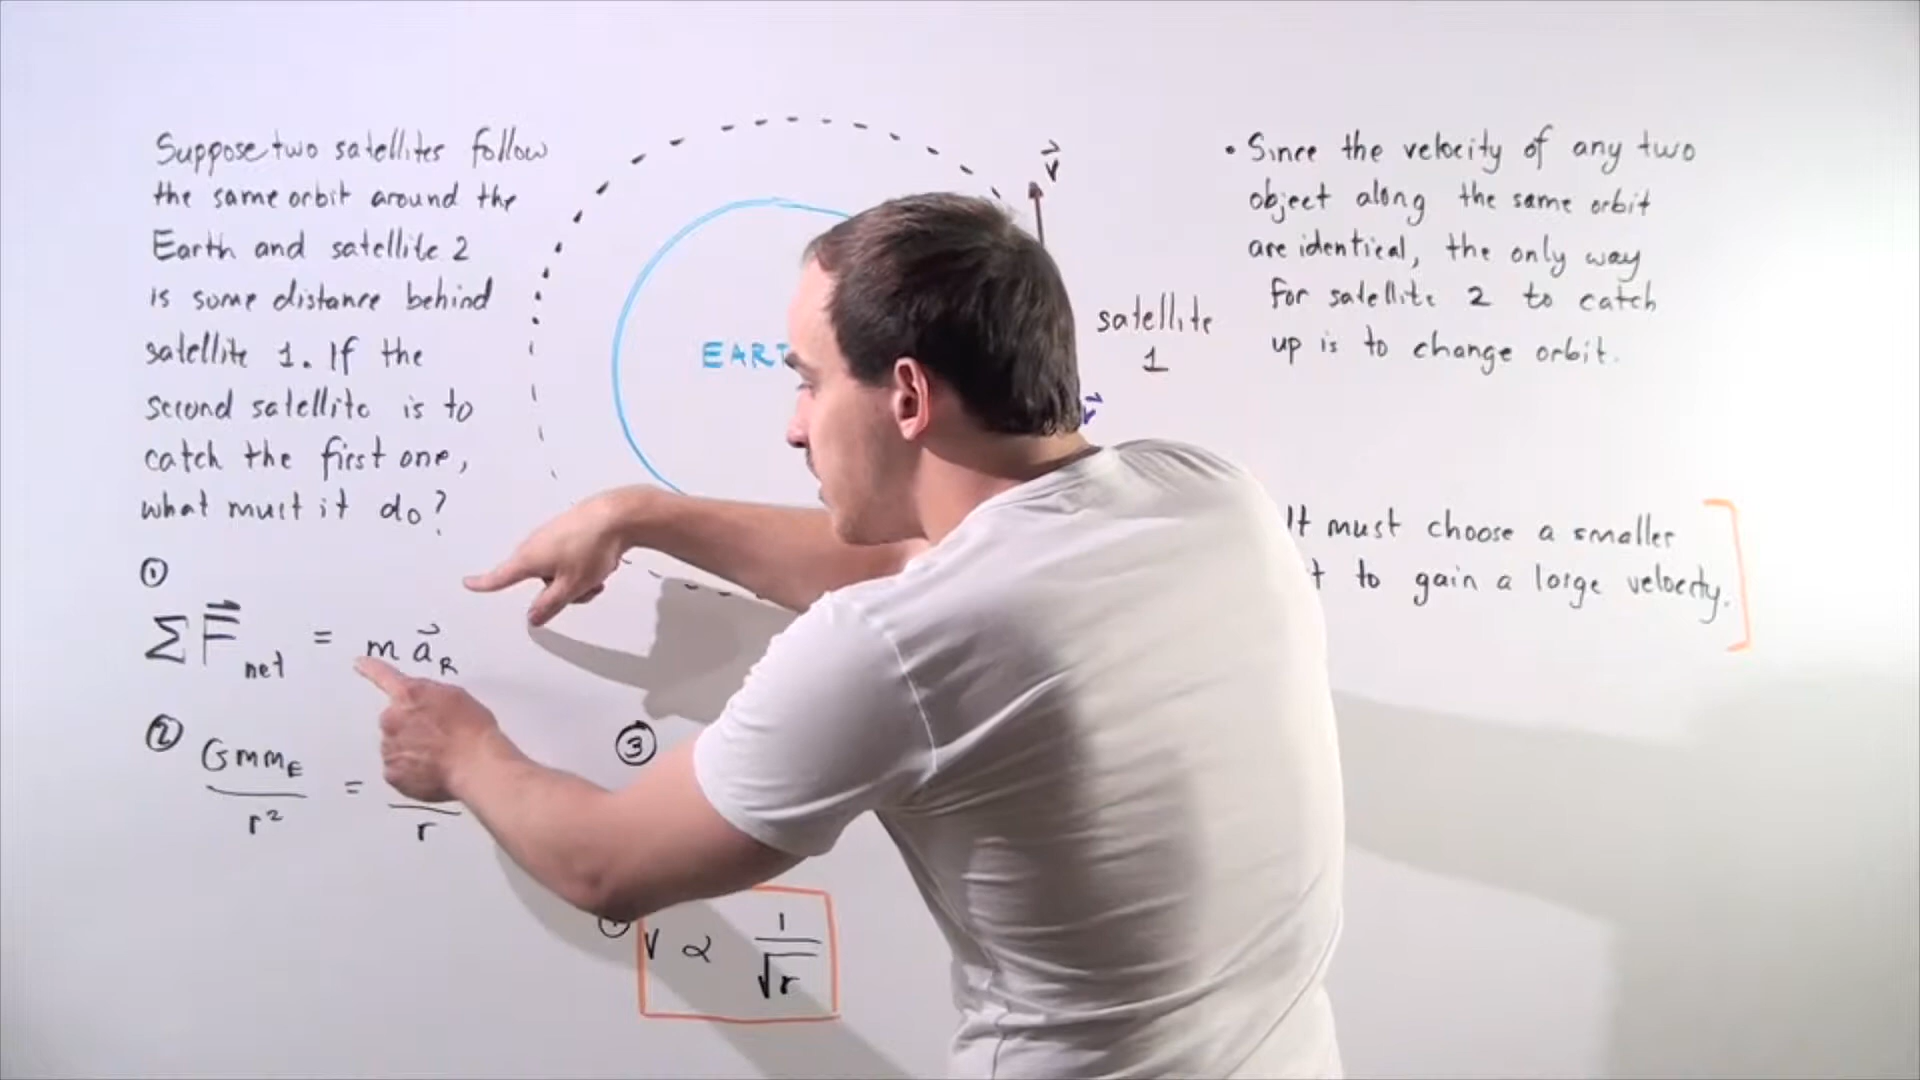 Suppose two satellites follow
the same orbit around the
Earth and satellite 2
is some distance behind
satellite 1. If the
second satellite is to
catch the first one,
what must it do?
①
Σ F⃗ net = m a⃗ R
② G m m E / r² = / r
EART
v⃗
satellite
1
v⃗
③
v ∝ 1 / √r
• Since the velocity of any two
object along the same orbit
are identical, the only way
for satellite 2 to catch
up is to change orbit.
It must choose a smaller
t to gain a large velocity.